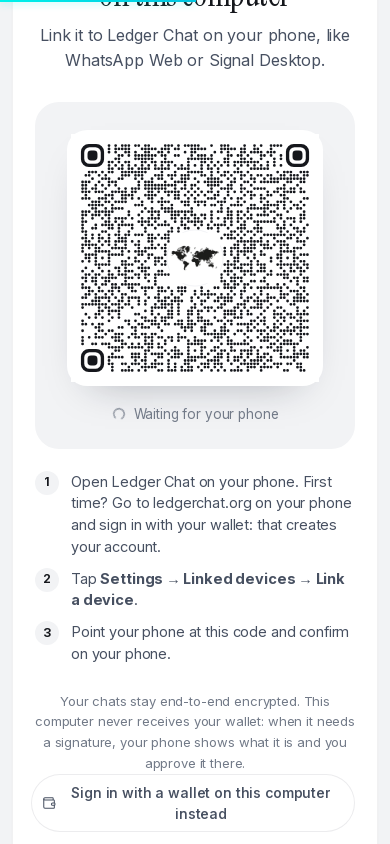 on this computer
Link it to Ledger Chat on your phone, like
WhatsApp Web or Signal Desktop.
Waiting for your phone
1 Open Ledger Chat on your phone. First
time? Go to ledgerchat.org on your phone
and sign in with your wallet: that creates
your account.
2 Tap Settings → Linked devices → Link
a device.
3 Point your phone at this code and confirm
on your phone.
Your chats stay end-to-end encrypted. This
computer never receives your wallet: when it needs
a signature, your phone shows what it is and you
approve it there.
Sign in with a wallet on this computer
instead